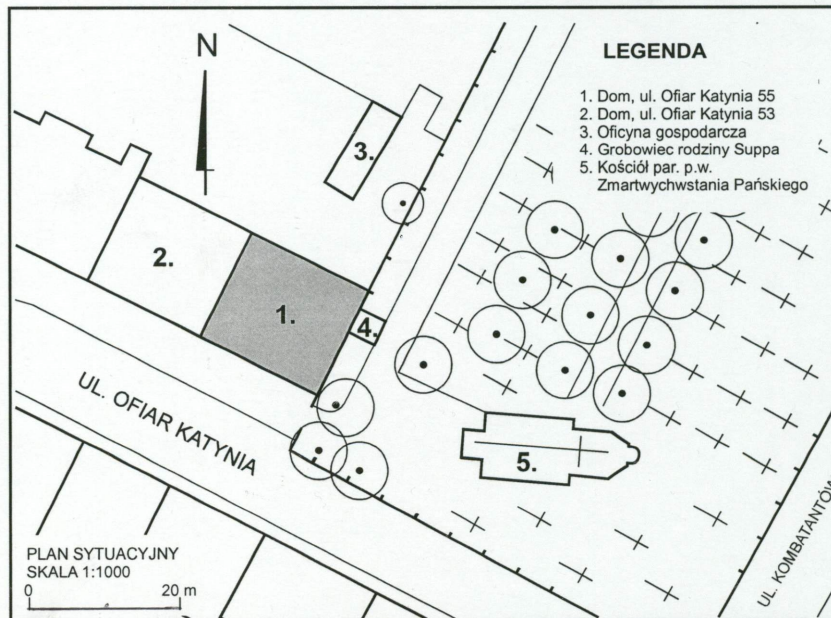 N
LEGENDA
1. Dom, ul. Ofiar Katynia 55
2. Dom, ul. Ofiar Katynia 53
3. Oficyna gospodarcza
4. Grobowiec rodziny Suppa
5. Kościół par. p.w.
Zmartwychwstania Pańskiego
3.
2.
1.
4.
5.
UL. OFIAR KATYNIA
UL. KOMBATANTÓW
PLAN SYTUACYJNY
SKALA 1:1000
0 20 m